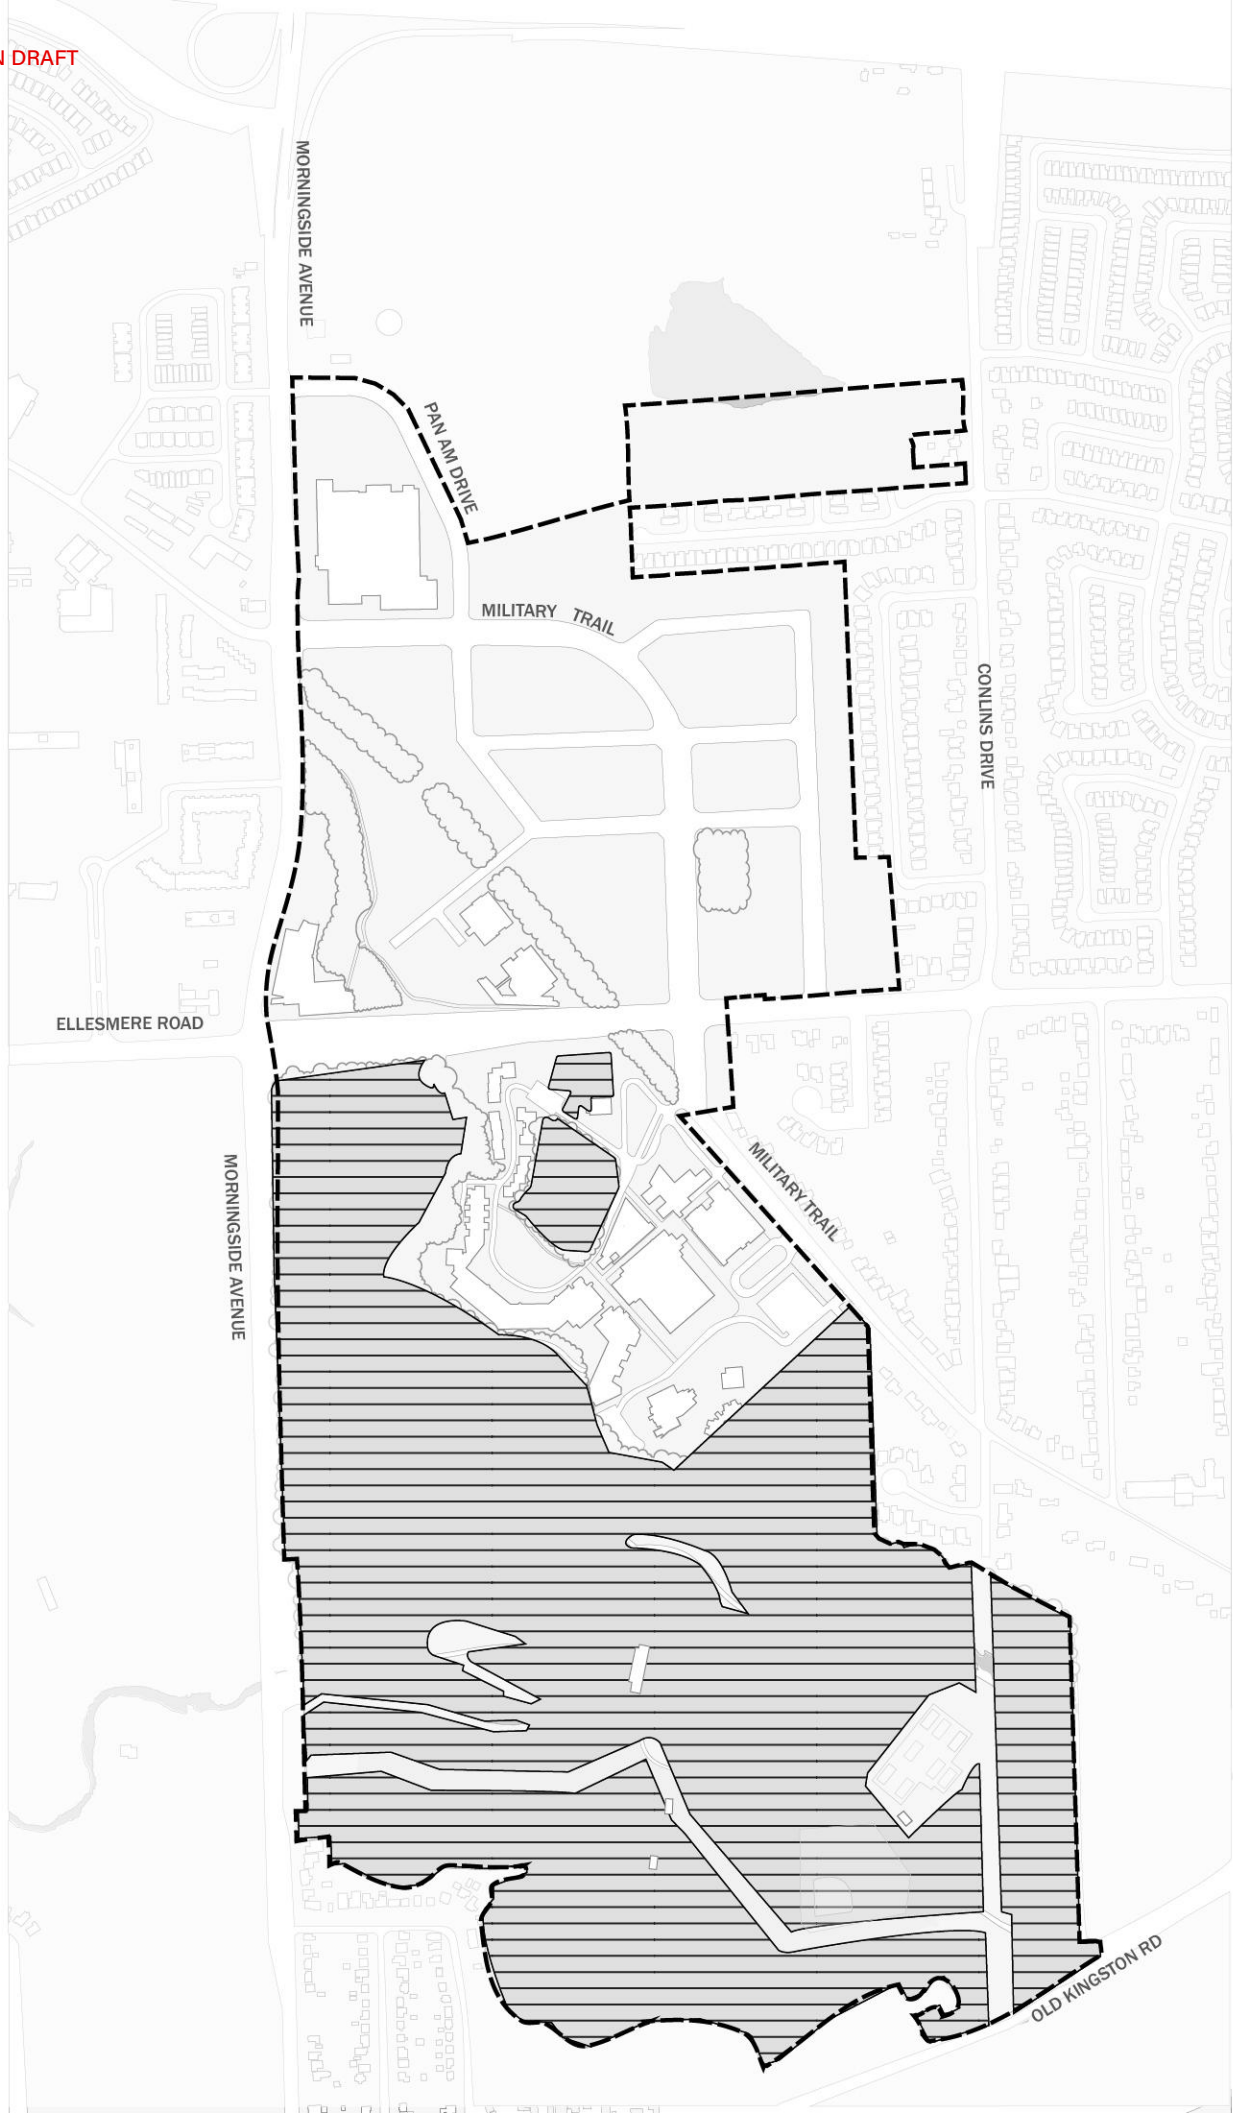 N DRAFT
MORNINGSIDE AVENUE
PAN AM DRIVE
MILITARY TRAIL
CONLINS DRIVE
ELLESMERE ROAD
MORNINGSIDE AVENUE
MILITARY TRAIL
OLD KINGSTON RD